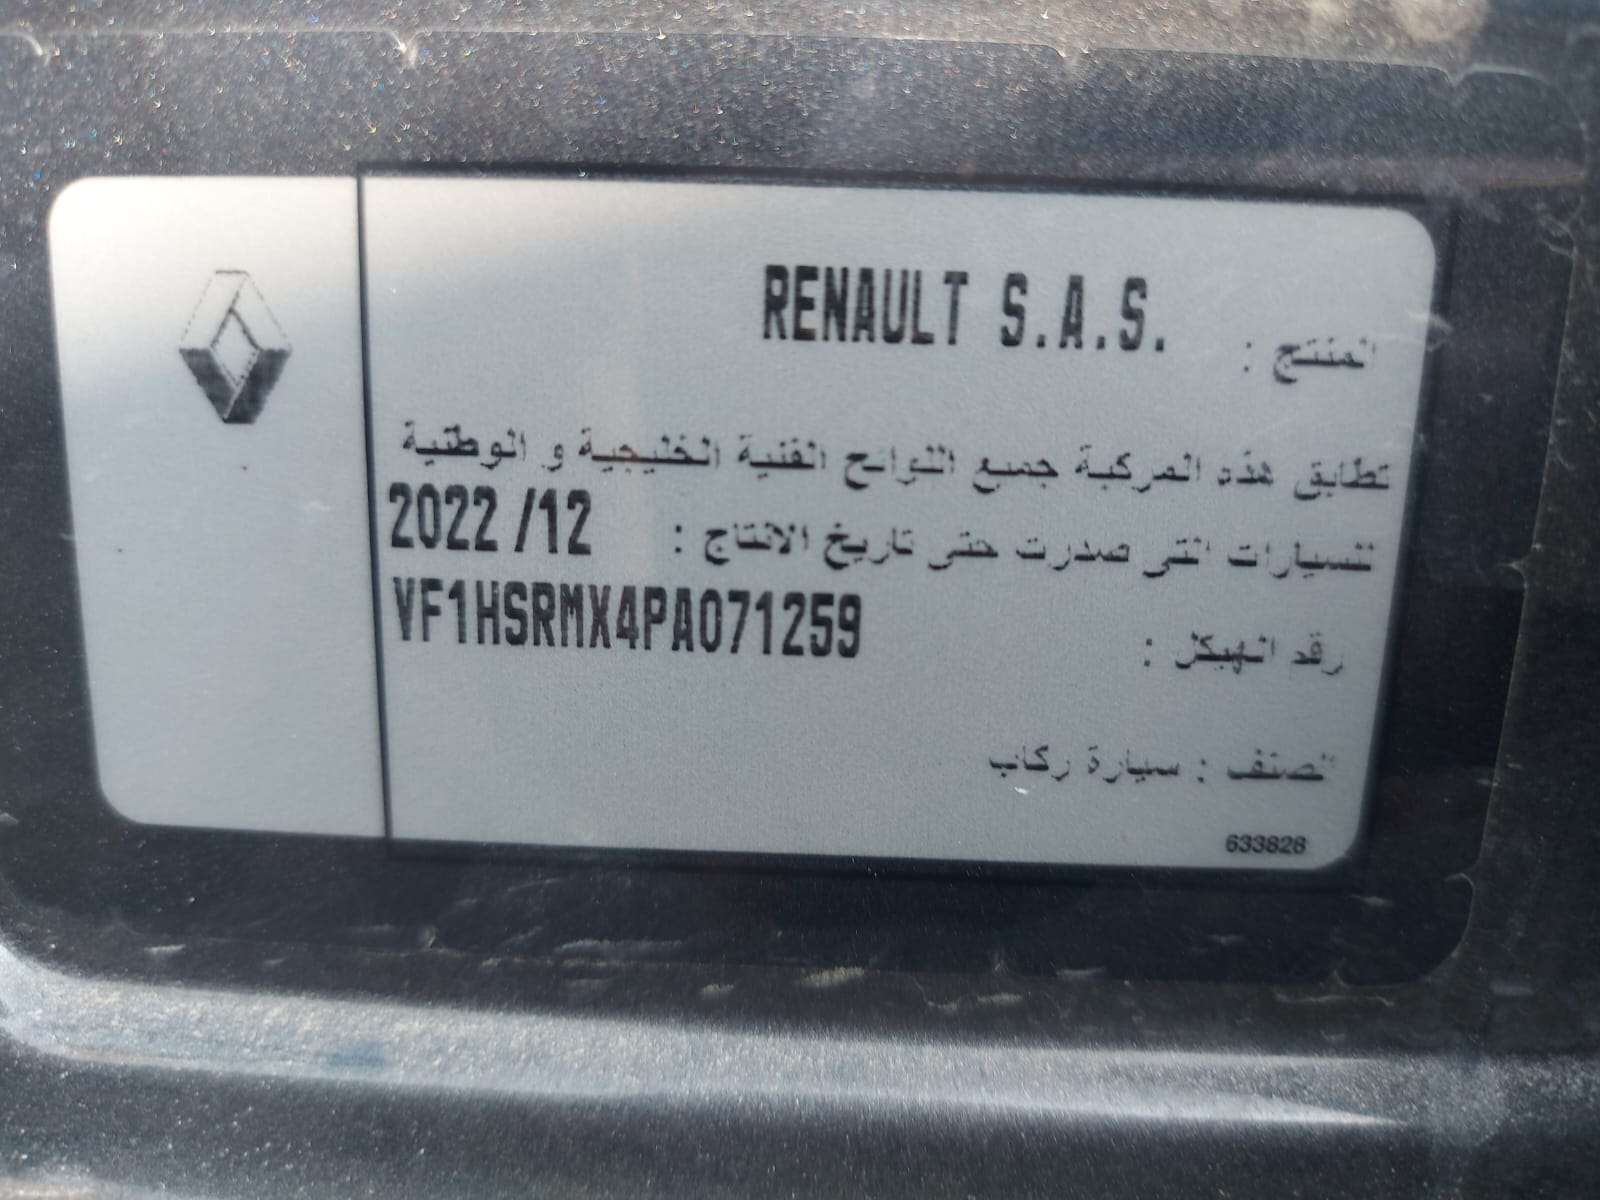 المنتج : RENAULT S.A.S.
تطابق هذه المركبة جميع اللوائح الفنية الخليجية و الوطنية
للسيارات التى صدرت حتى تاريخ الانتاج : 2022 /12
رقم الهيكل : VF1HSRMX4PA071259
الصنف : سيارة ركاب
633828